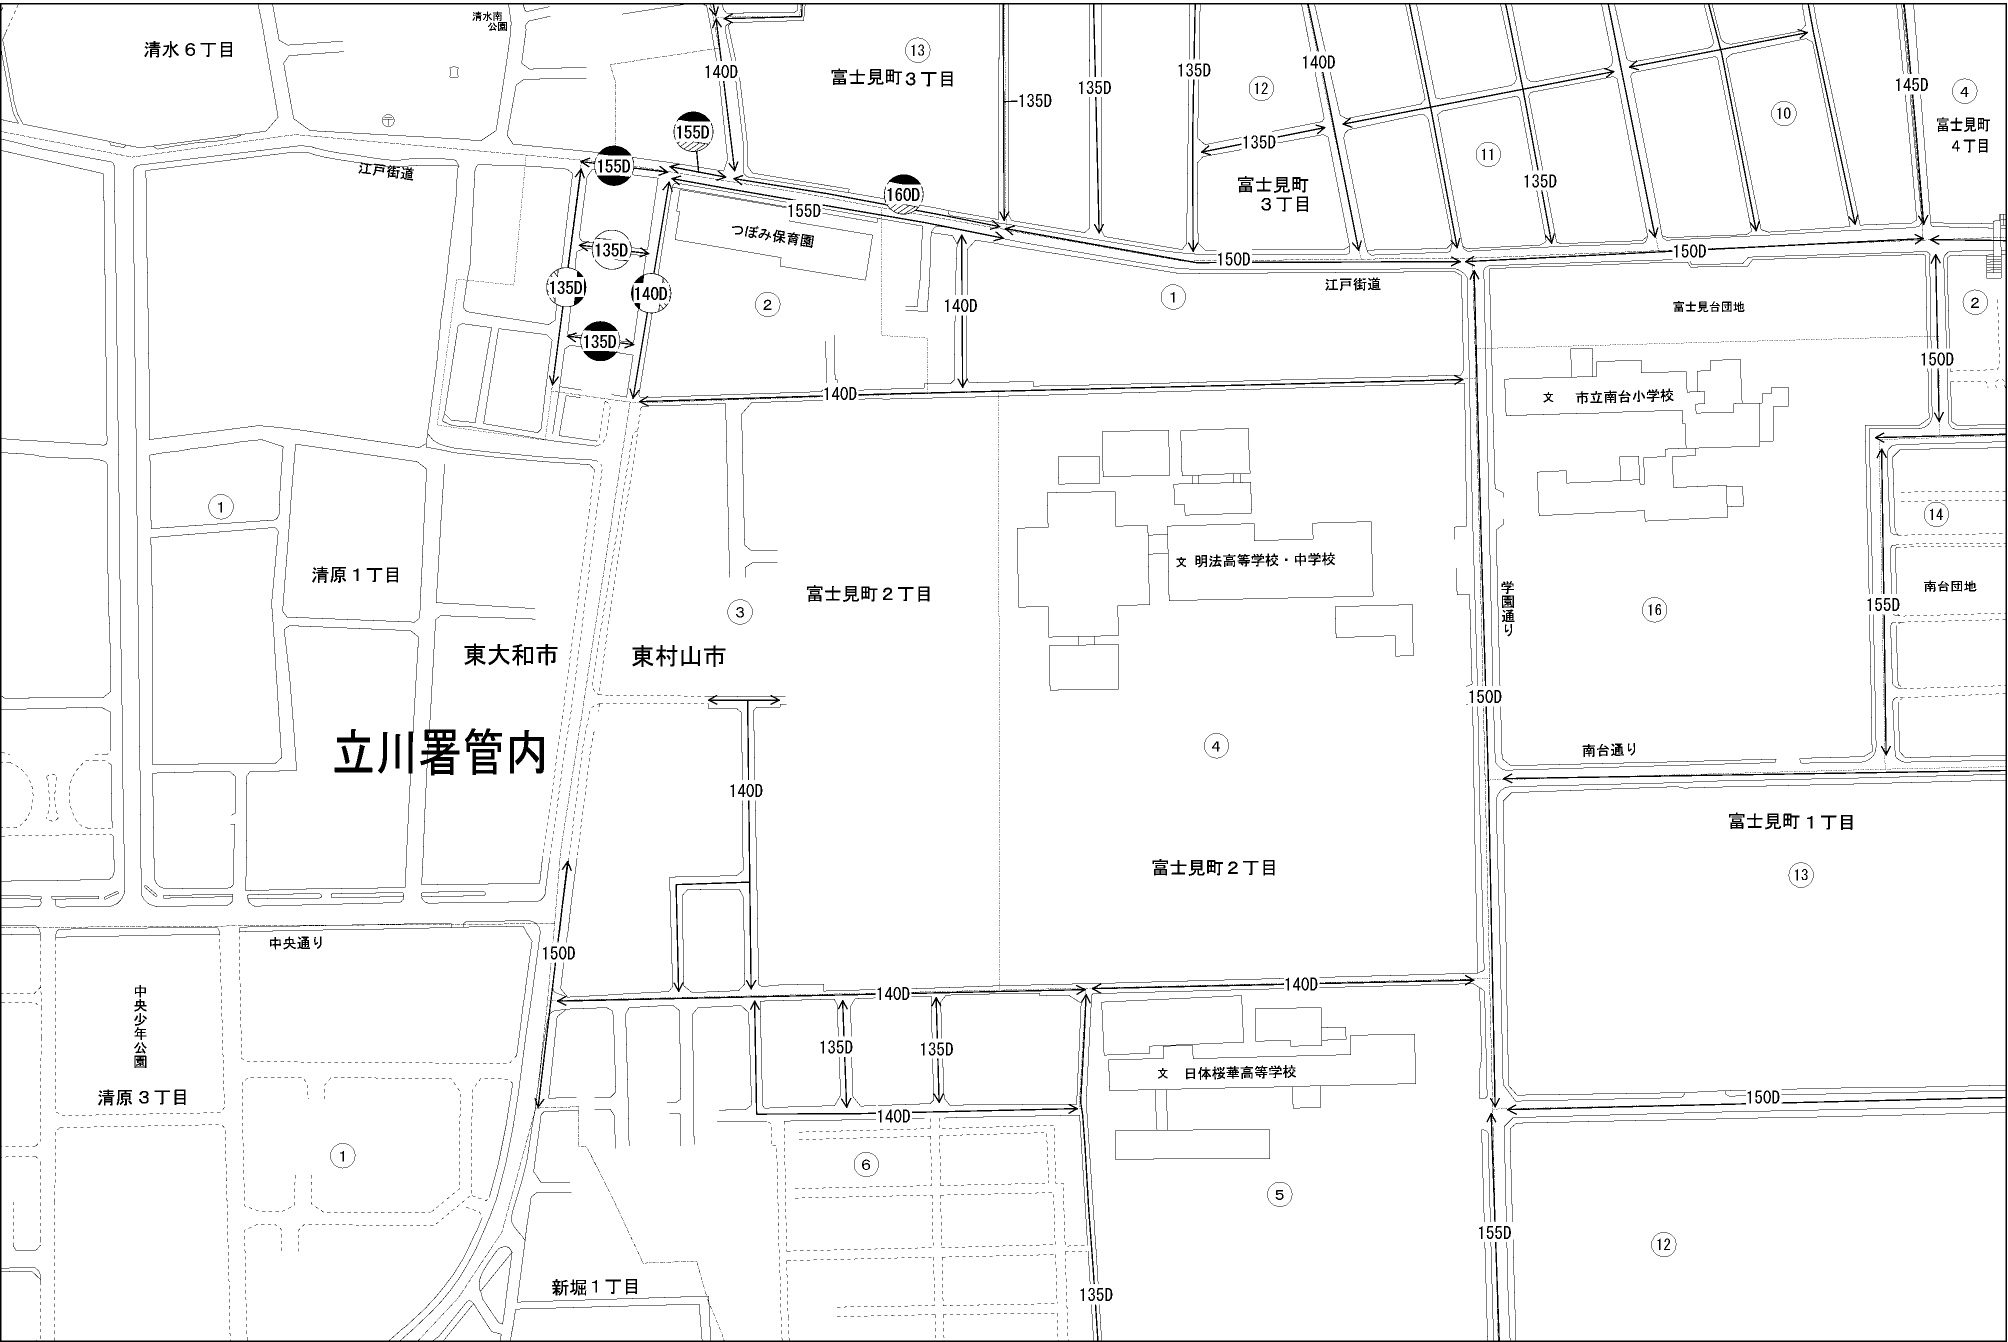 清水南
公園
清水６丁目
140D
⑬
富士見町３丁目
135D
135D
135D
⑫
140D
145D
④
富士見町
４丁目
⑩
155D
135D
⑪
〒
江戸街道
155D
135D
富士見町
３丁目
160D
155D
つぼみ保育園
135D
150D
150D
135D
140D
②
140D
①
江戸街道
富士見台団地
②
135D
150D
140D
文 市立南台小学校
①
⑭
清原１丁目
文 明法高等学校・中学校
富士見町２丁目
③
学園通り
⑯
155D
南台団地
東大和市
東村山市
150D
立川署管内
④
南台通り
140D
富士見町１丁目
富士見町２丁目
⑬
中央通り
150D
140D
140D
中央少年公園
135D
135D
文 日体桜華高等学校
清原３丁目
150D
140D
①
⑥
⑤
155D
⑫
新堀１丁目
135D